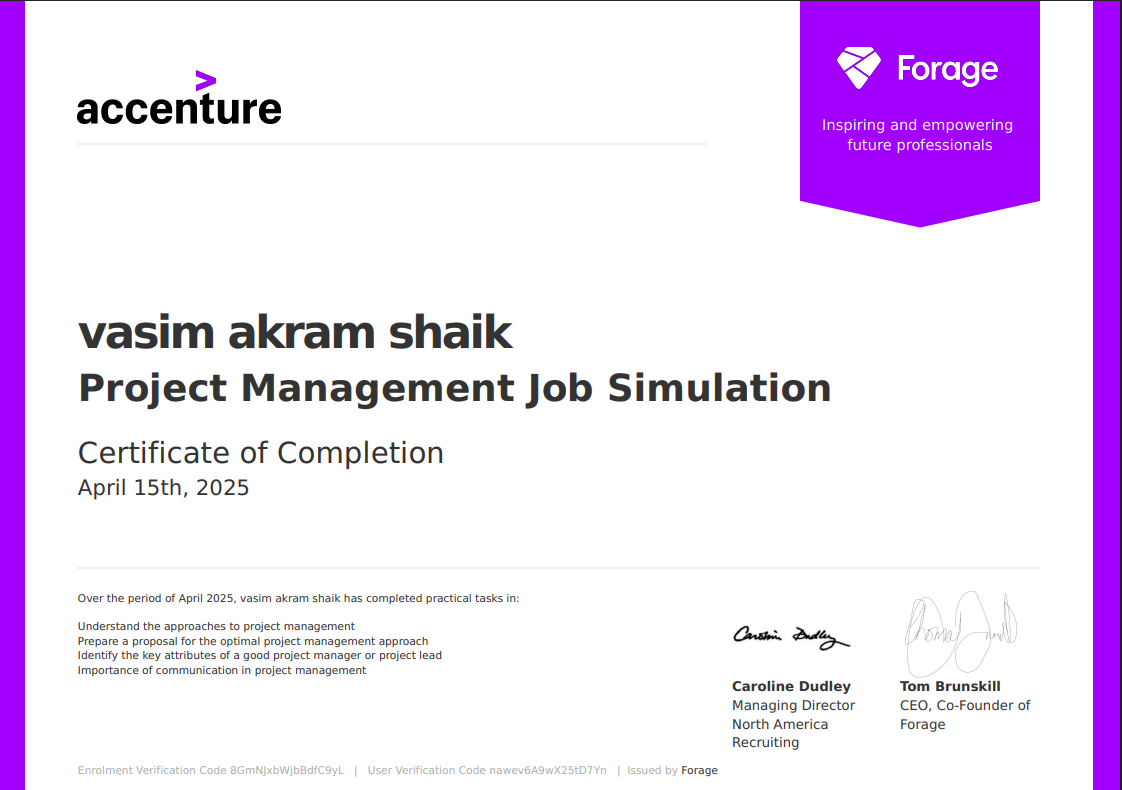 accenture
>
Forage
Inspiring and empowering
future professionals
vasim akram shaik
Project Management Job Simulation
Certificate of Completion
April 15th, 2025
Over the period of April 2025, vasim akram shaik has completed practical tasks in:
Understand the approaches to project management
Prepare a proposal for the optimal project management approach
Identify the key attributes of a good project manager or project lead
Importance of communication in project management
Caroline Dudley
Caroline Dudley
Managing Director
North America
Recruiting
Tom Brunskill
CEO, Co-Founder of
Forage
Enrolment Verification Code 8GmNJxbWjbBdfC9yL | User Verification Code nawev6A9wX25tD7Yn | Issued by Forage